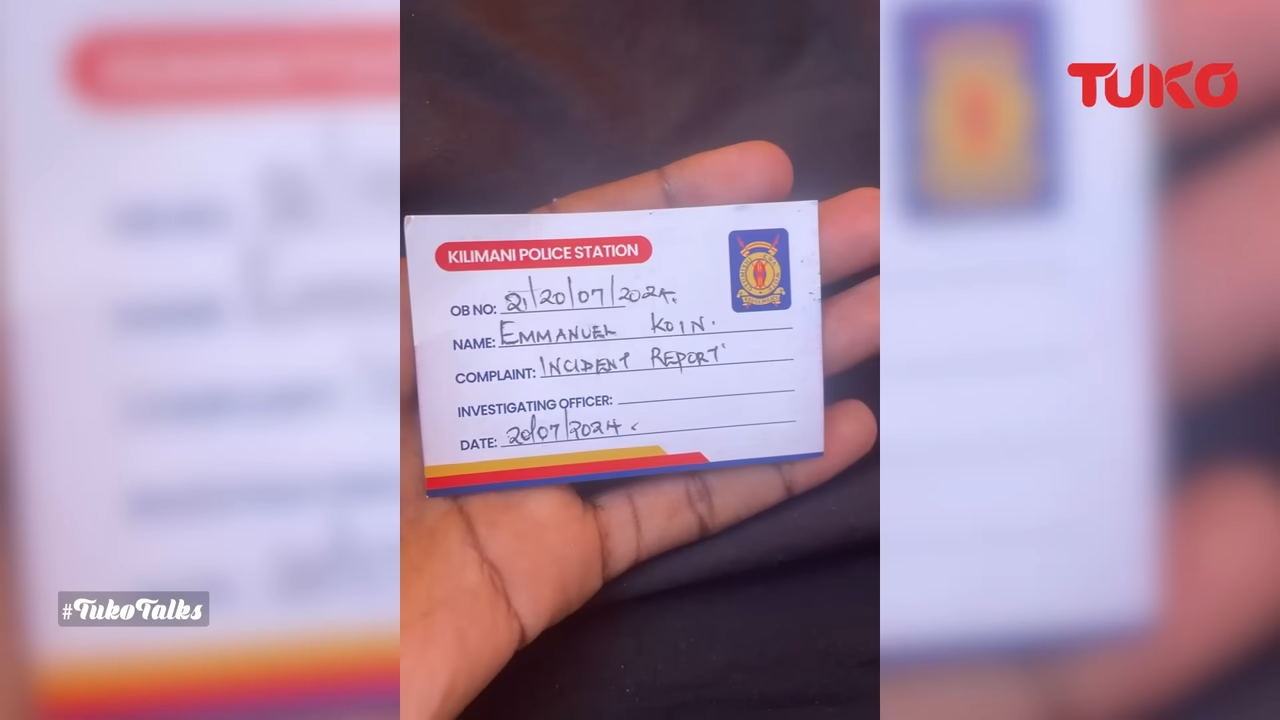 TUKO
KILIMANI POLICE STATION
OB NO: 21/20/07/2024.
NAME: EMMANUEL KOIN.
COMPLAINT: INCIDENT REPORT
INVESTIGATING OFFICER:
DATE: 20/07/2024
#TukoTalks